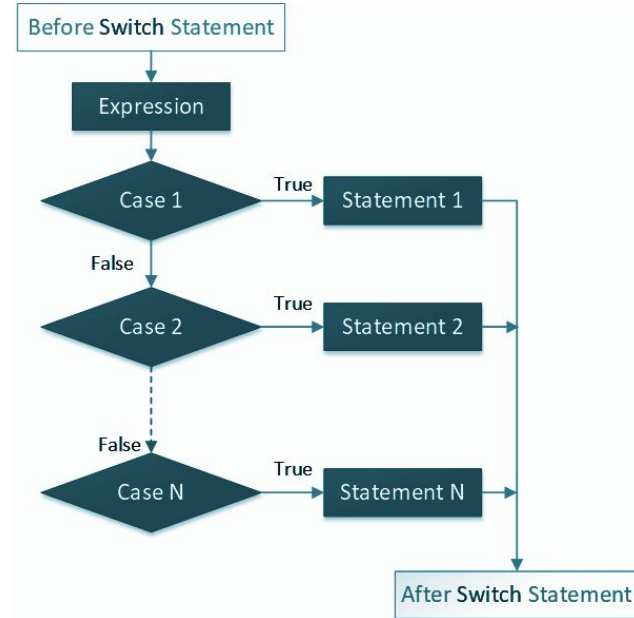 Before Switch Statement
Expression
Case 1
True
Statement 1
False
Case 2
True
Statement 2
False
Case N
True
Statement N
After Switch Statement